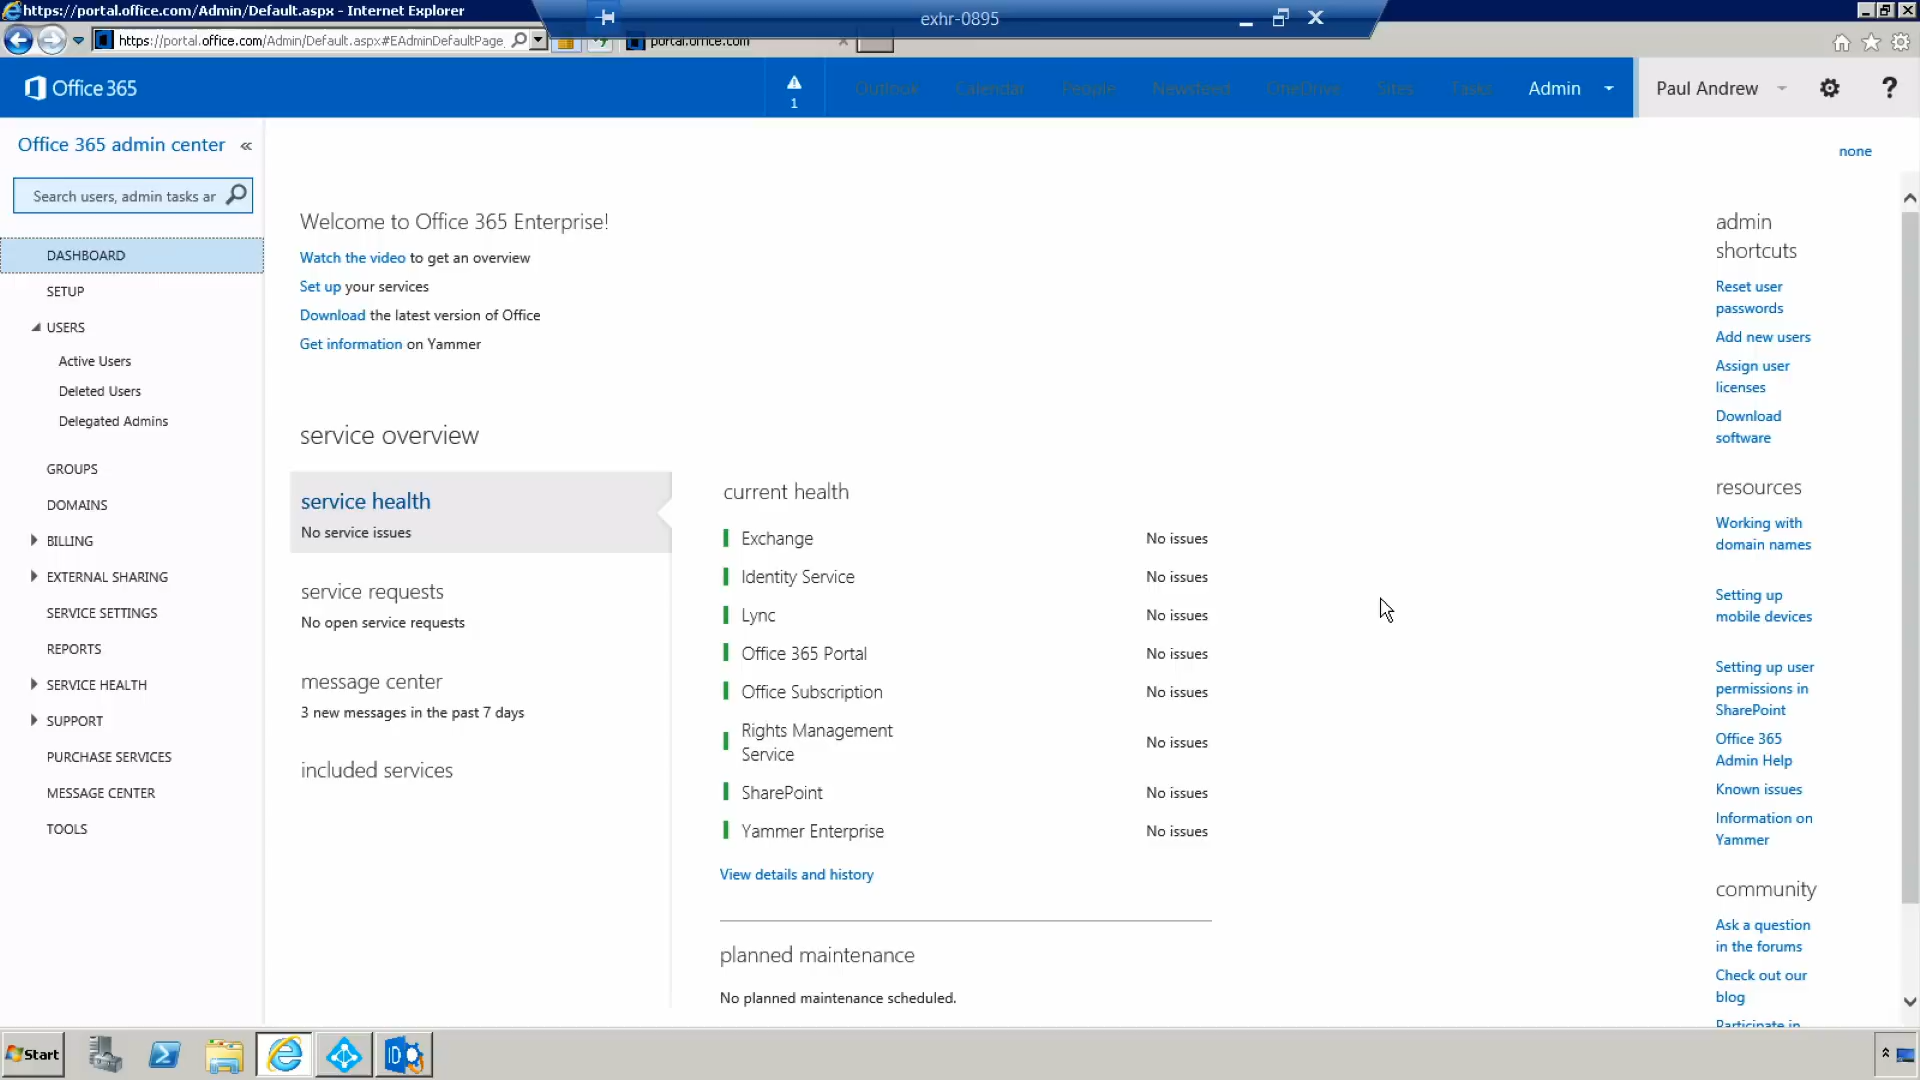 https://portal.office.com/Admin/Default.aspx - Internet Explorer
exhr-0895
https://portal.office.com/Admin/Default.aspx#EAdminDefaultPage
portal.office.com
Office 365
1
Outlook
Calendar
People
Newsfeed
OneDrive
Sites
Tasks
Admin
Paul Andrew
?
Office 365 admin center
none
Search users, admin tasks ar
DASHBOARD
SETUP
USERS
Active Users
Deleted Users
Delegated Admins
GROUPS
DOMAINS
BILLING
EXTERNAL SHARING
SERVICE SETTINGS
REPORTS
SERVICE HEALTH
SUPPORT
PURCHASE SERVICES
MESSAGE CENTER
TOOLS
Welcome to Office 365 Enterprise!
Watch the video to get an overview
Set up your services
Download the latest version of Office
Get information on Yammer
service overview
service health
No service issues
service requests
No open service requests
message center
3 new messages in the past 7 days
included services
current health
Exchange No issues
Identity Service No issues
Lync No issues
Office 365 Portal No issues
Office Subscription No issues
Rights Management
Service
No issues
SharePoint No issues
Yammer Enterprise No issues
View details and history
planned maintenance
No planned maintenance scheduled.
admin
shortcuts
Reset user
passwords
Add new users
Assign user
licenses
Download
software
resources
Working with
domain names
Setting up
mobile devices
Setting up user
permissions in
SharePoint
Office 365
Admin Help
Known issues
Information on
Yammer
community
Ask a question
in the forums
Check out our
blog
Participate in
Start